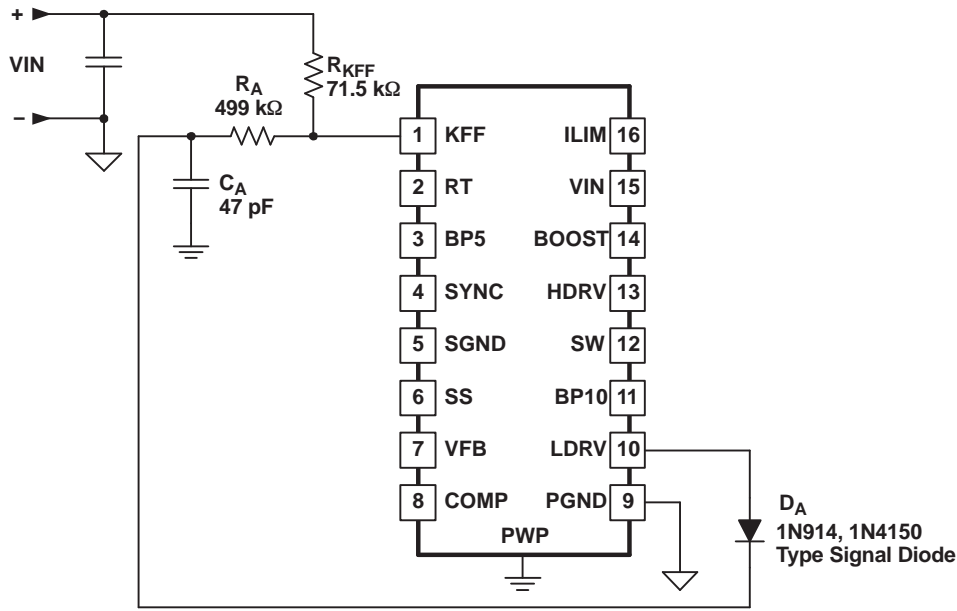 +
VIN
−
RKFF
71.5 kΩ
RA
499 kΩ
CA
47 pF
1 KFF
2 RT
3 BP5
4 SYNC
5 SGND
6 SS
7 VFB
8 COMP
ILIM 16
VIN 15
BOOST 14
HDRV 13
SW 12
BP10 11
LDRV 10
PGND 9
PWP
DA
1N914, 1N4150
Type Signal Diode